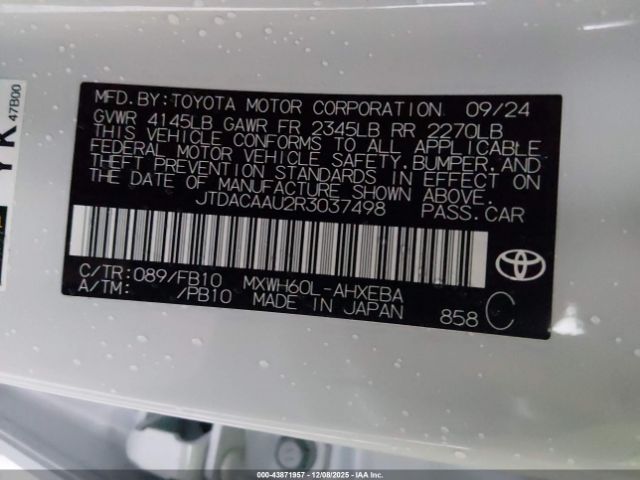 MFD.BY:TOYOTA MOTOR CORPORATION 09/24
GVWR 4145LB GAWR FR 2345LB RR 2270LB
THIS VEHICLE CONFORMS TO ALL APPLICABLE
FEDERAL MOTOR VEHICLE SAFETY,BUMPER,AND
THEFT PREVENTION STANDARDS IN EFFECT ON
THE DATE OF MANUFACTURE SHOWN ABOVE.
JTDACAAU2R3037498 PASS.CAR
C/TR:089/FB10 MXWH60L-AHXEBA
A/TM: /PB10 MADE IN JAPAN 858 C
TOYOTA
YK
47B00
000-43871957 - 12/08/2025 - IAA Inc.